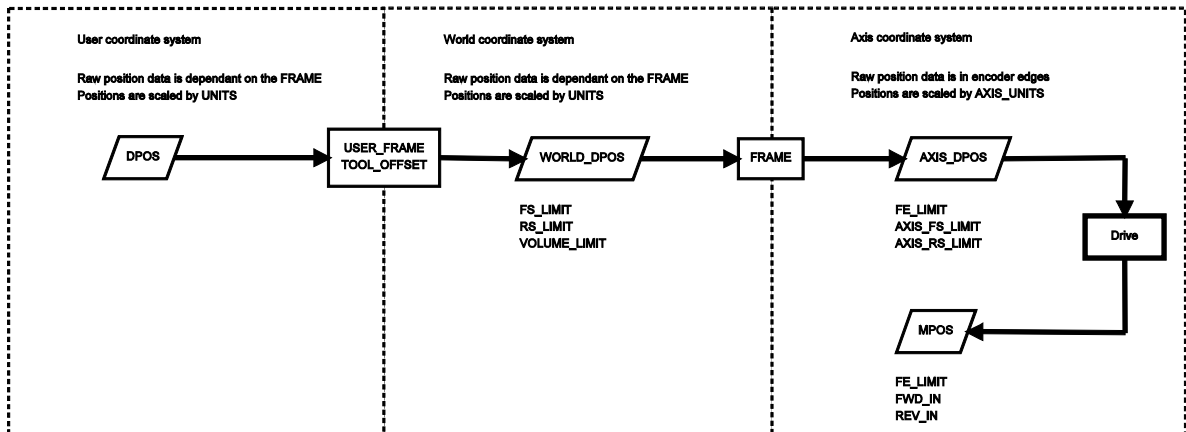 User coordinate system
Raw position data is dependant on the FRAME
Positions are scaled by UNITS
DPOS
USER_FRAME
TOOL_OFFSET
World coordinate system
Raw position data is dependant on the FRAME
Positions are scaled by UNITS
WORLD_DPOS
FS_LIMIT
RS_LIMIT
VOLUME_LIMIT
FRAME
Axis coordinate system
Raw position data is in encoder edges
Positions are scaled by AXIS_UNITS
AXIS_DPOS
FE_LIMIT
AXIS_FS_LIMIT
AXIS_RS_LIMIT
Drive
MPOS
FE_LIMIT
FWD_IN
REV_IN